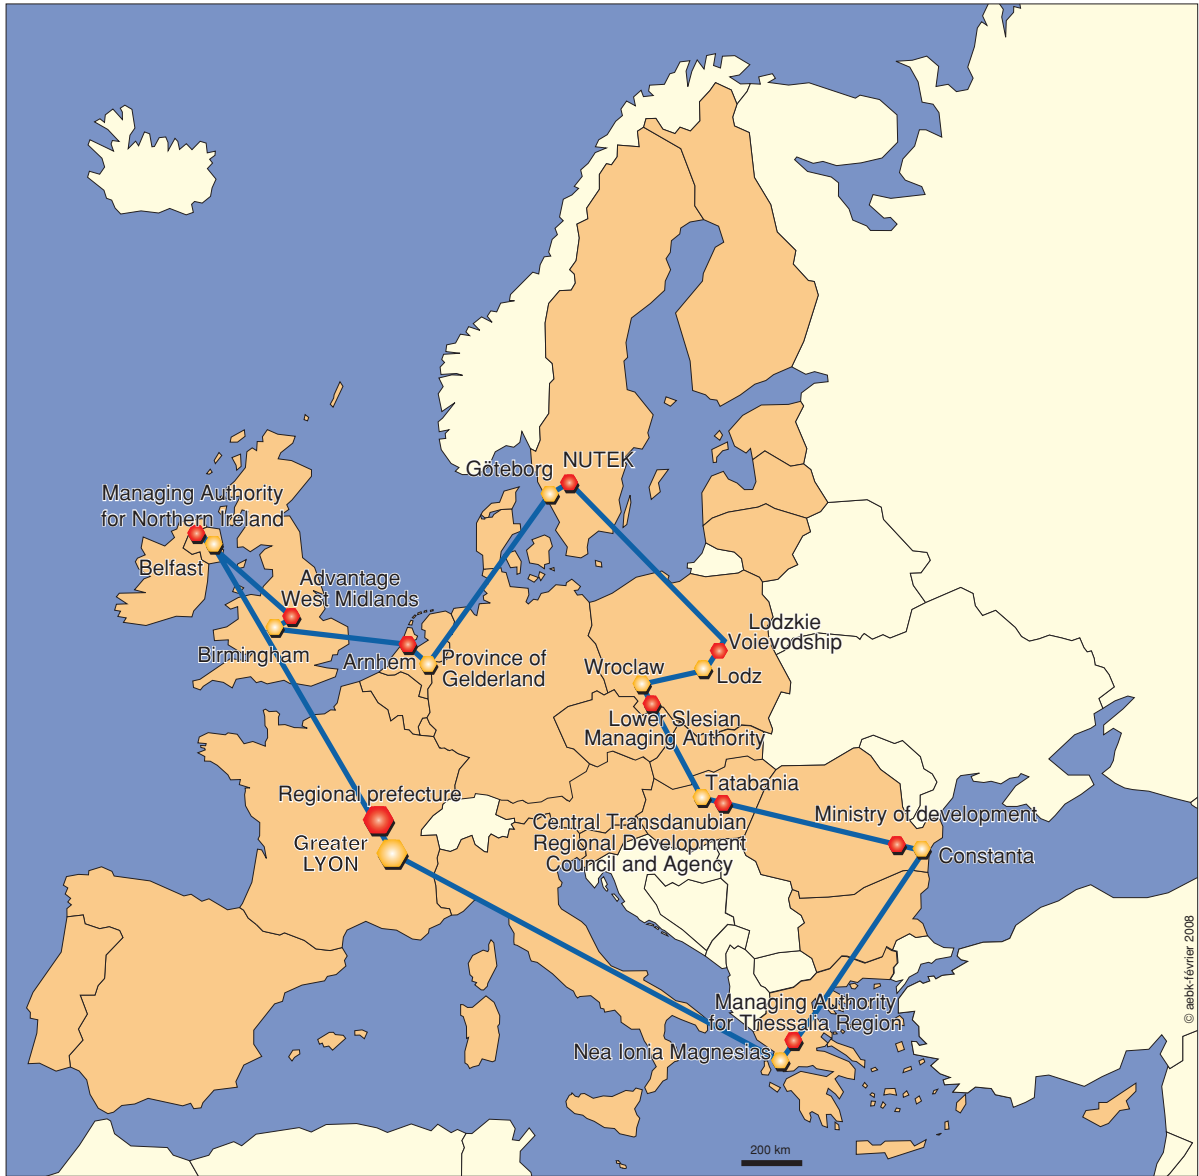 Göteborg
NUTEK
Managing Authority
for Northern Ireland
Belfast
Advantage
West Midlands
Birmingham
Arnhem
Province of
Gelderland
Lodzkie
Voievodship
Wroclaw
Lodz
Lower Slesian
Managing Authority
Tatabania
Regional prefecture
Greater
LYON
Central Transdanubian
Regional Development
Council and Agency
Ministry of development
Constanta
Managing Authority
for Thessalia Region
Nea Ionia Magnesias
200 km
© aebk-février 2008